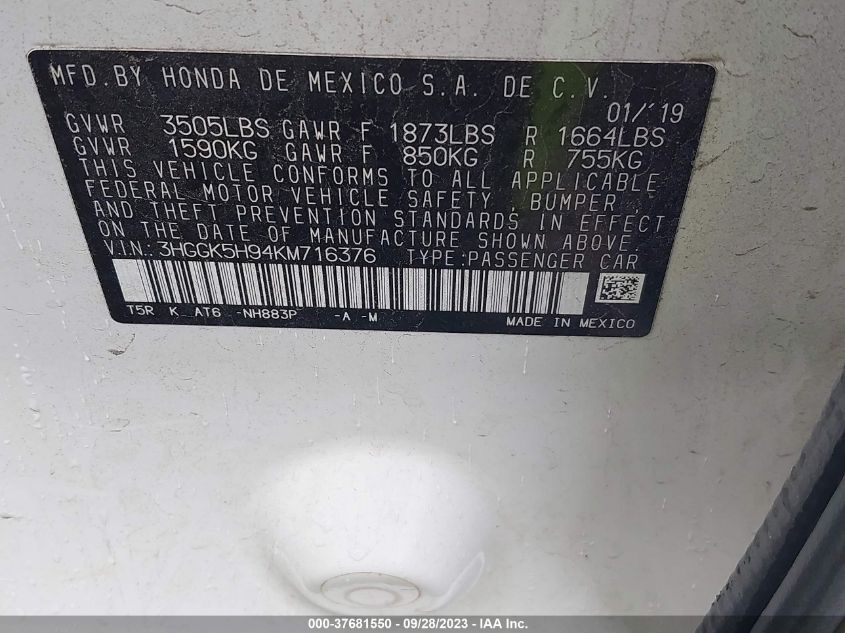 MFD.BY HONDA DE MEXICO S.A. DE C.V.
01/'19
GVWR 3505LBS GAWR F 1873LBS R 1664LBS
GVWR 1590KG GAWR F 850KG R 755KG
THIS VEHICLE CONFORMS TO ALL APPLICABLE
FEDERAL MOTOR VEHICLE SAFETY, BUMPER,
AND THEFT PREVENTION STANDARDS IN EFFECT
ON THE DATE OF MANUFACTURE SHOWN ABOVE.
V.I.N.: 3HGGK5H94KM716376 TYPE:PASSENGER CAR
T5R K AT6 -NH883P -A -M
MADE IN MEXICO
000-37681550 - 09/28/2023 - IAA Inc.